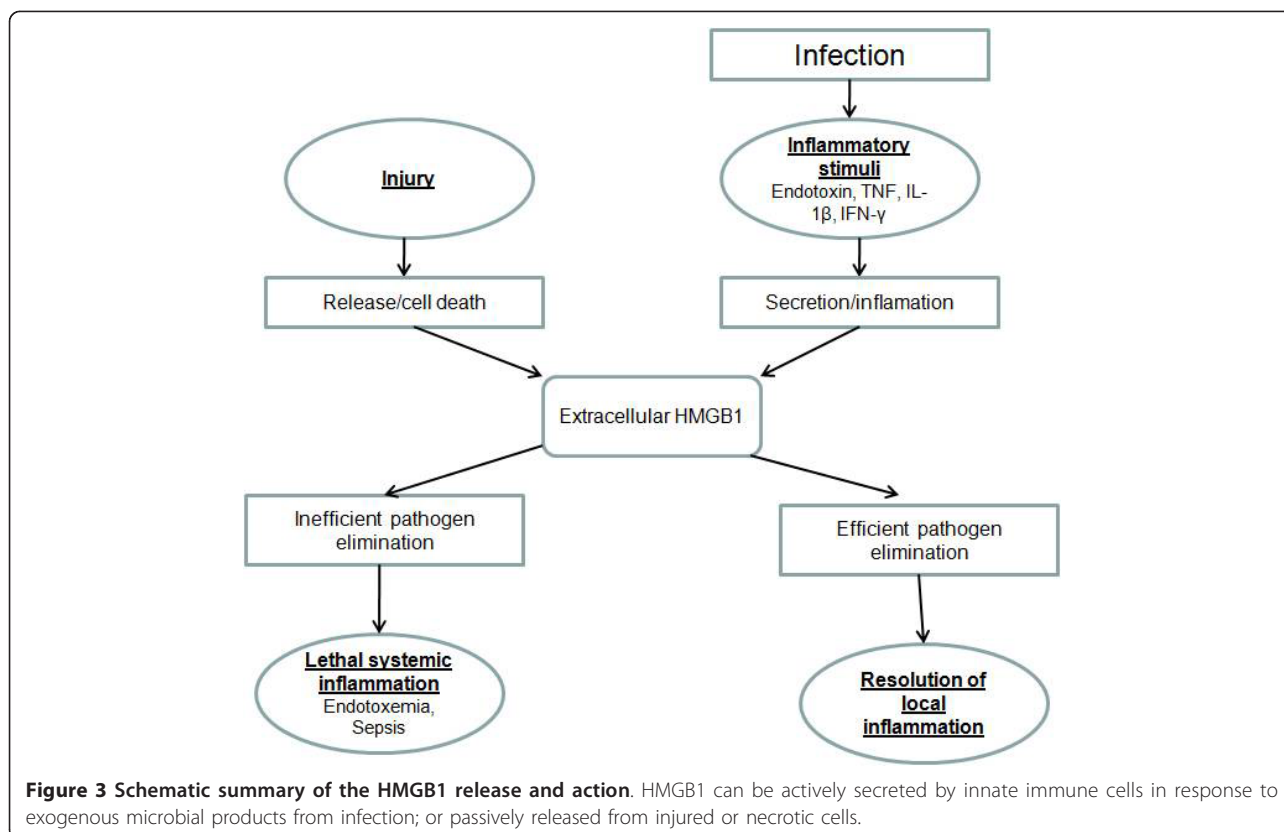 Infection
Injury
Inflammatory
stimuli
Endotoxin, TNF, IL-
1β, IFN-γ
Release/cell death
Secretion/inflamation
Extracellular HMGB1
Inefficient pathogen
elimination
Efficient pathogen
elimination
Lethal systemic
inflammation
Endotoxemia,
Sepsis
Resolution of
local
inflammation
Figure 3 Schematic summary of the HMGB1 release and action. HMGB1 can be actively secreted by innate immune cells in response to
exogenous microbial products from infection; or passively released from injured or necrotic cells.